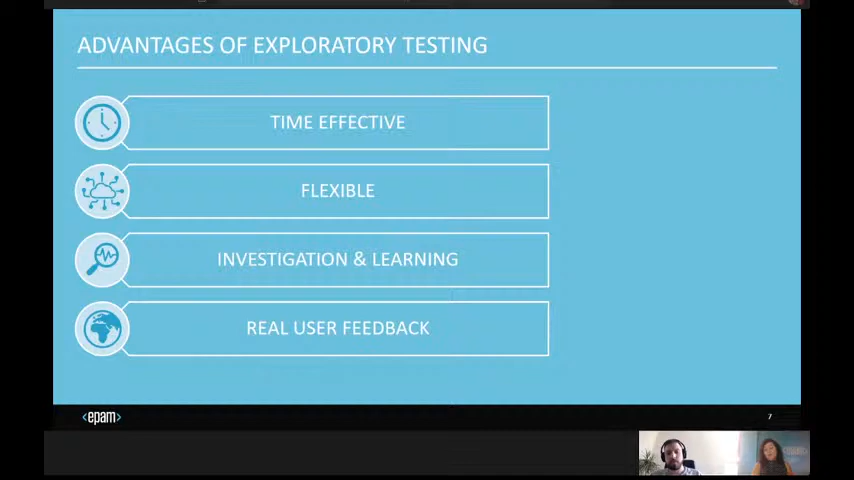 ADVANTAGES OF EXPLORATORY TESTING
TIME EFFECTIVE
FLEXIBLE
INVESTIGATION & LEARNING
REAL USER FEEDBACK
<epam>
7